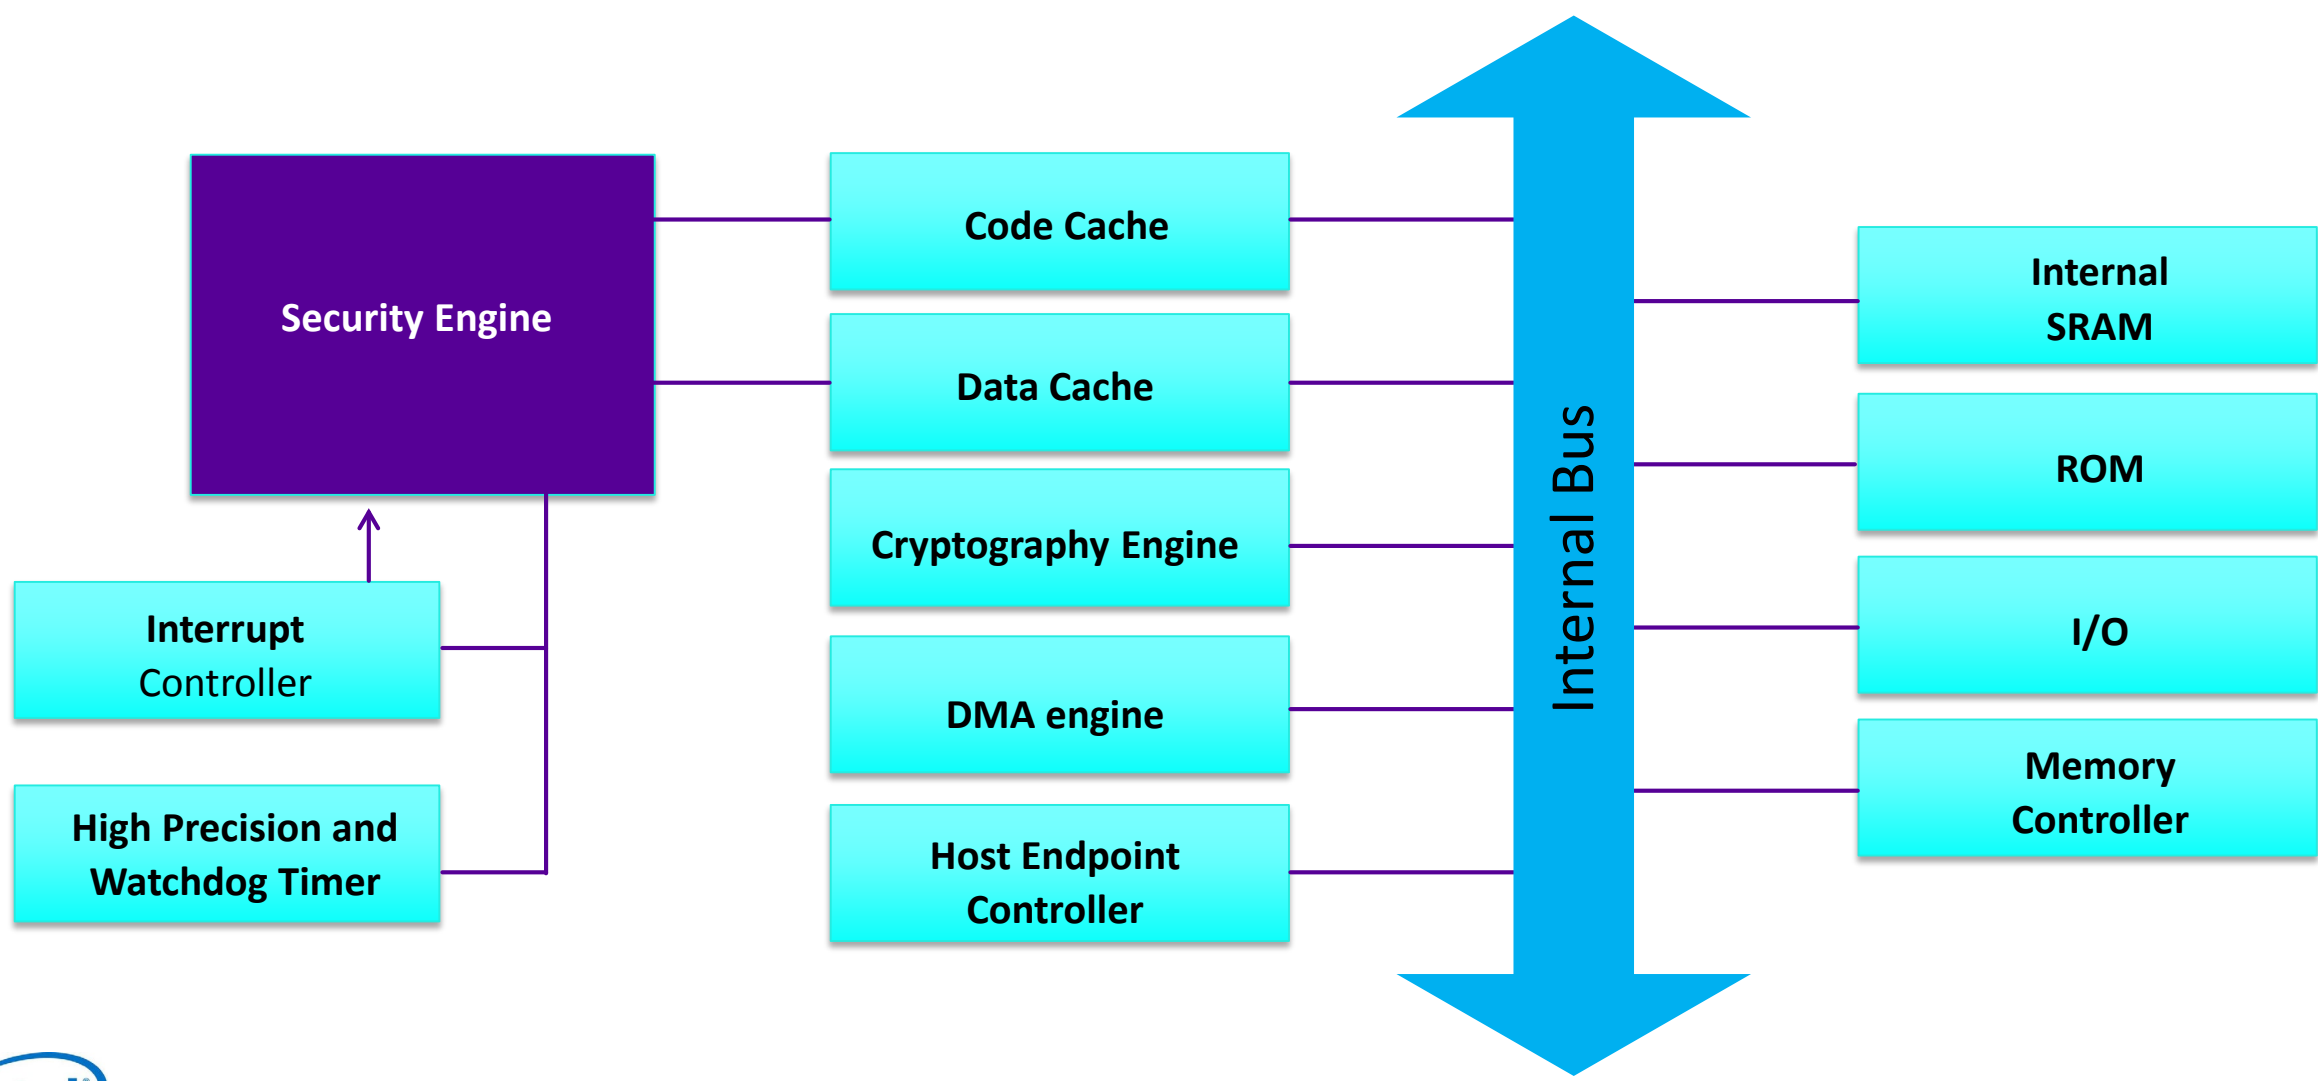 Security Engine
Interrupt
Controller
High Precision and
Watchdog Timer
Code Cache
Data Cache
Cryptography Engine
DMA engine
Host Endpoint
Controller
Internal Bus
Internal
SRAM
ROM
I/O
Memory
Controller